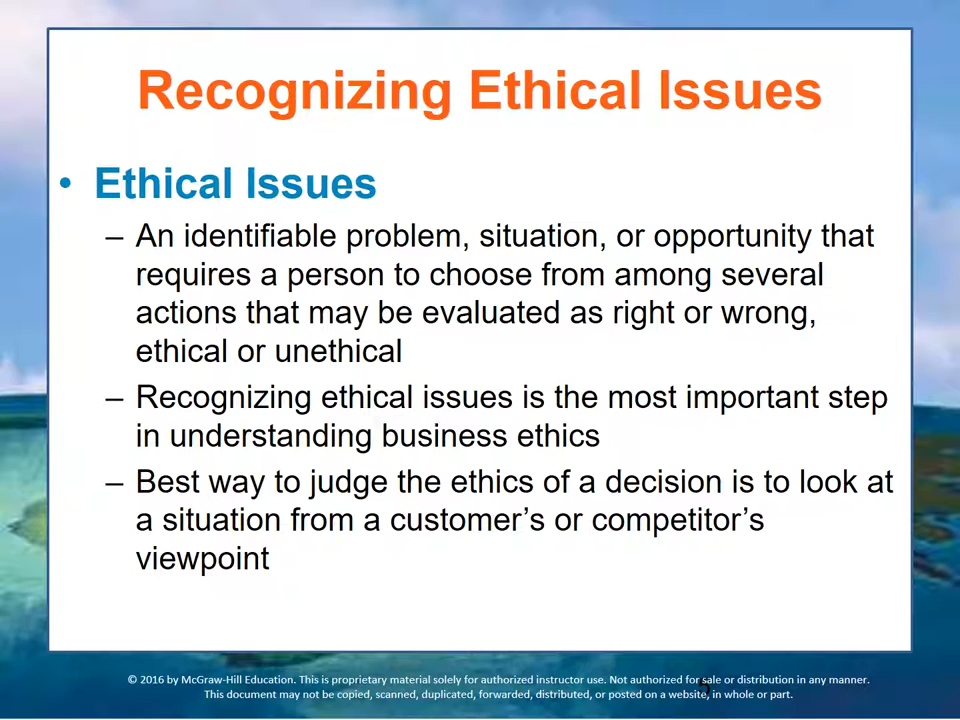 Recognizing Ethical Issues
• Ethical Issues
– An identifiable problem, situation, or opportunity that
requires a person to choose from among several
actions that may be evaluated as right or wrong,
ethical or unethical
– Recognizing ethical issues is the most important step
in understanding business ethics
– Best way to judge the ethics of a decision is to look at
a situation from a customer’s or competitor’s
viewpoint
© 2016 by McGraw-Hill Education. This is proprietary material solely for authorized instructor use. Not authorized for sale or distribution in any manner.
This document may not be copied, scanned, duplicated, forwarded, distributed, or posted on a website, in whole or part.
5